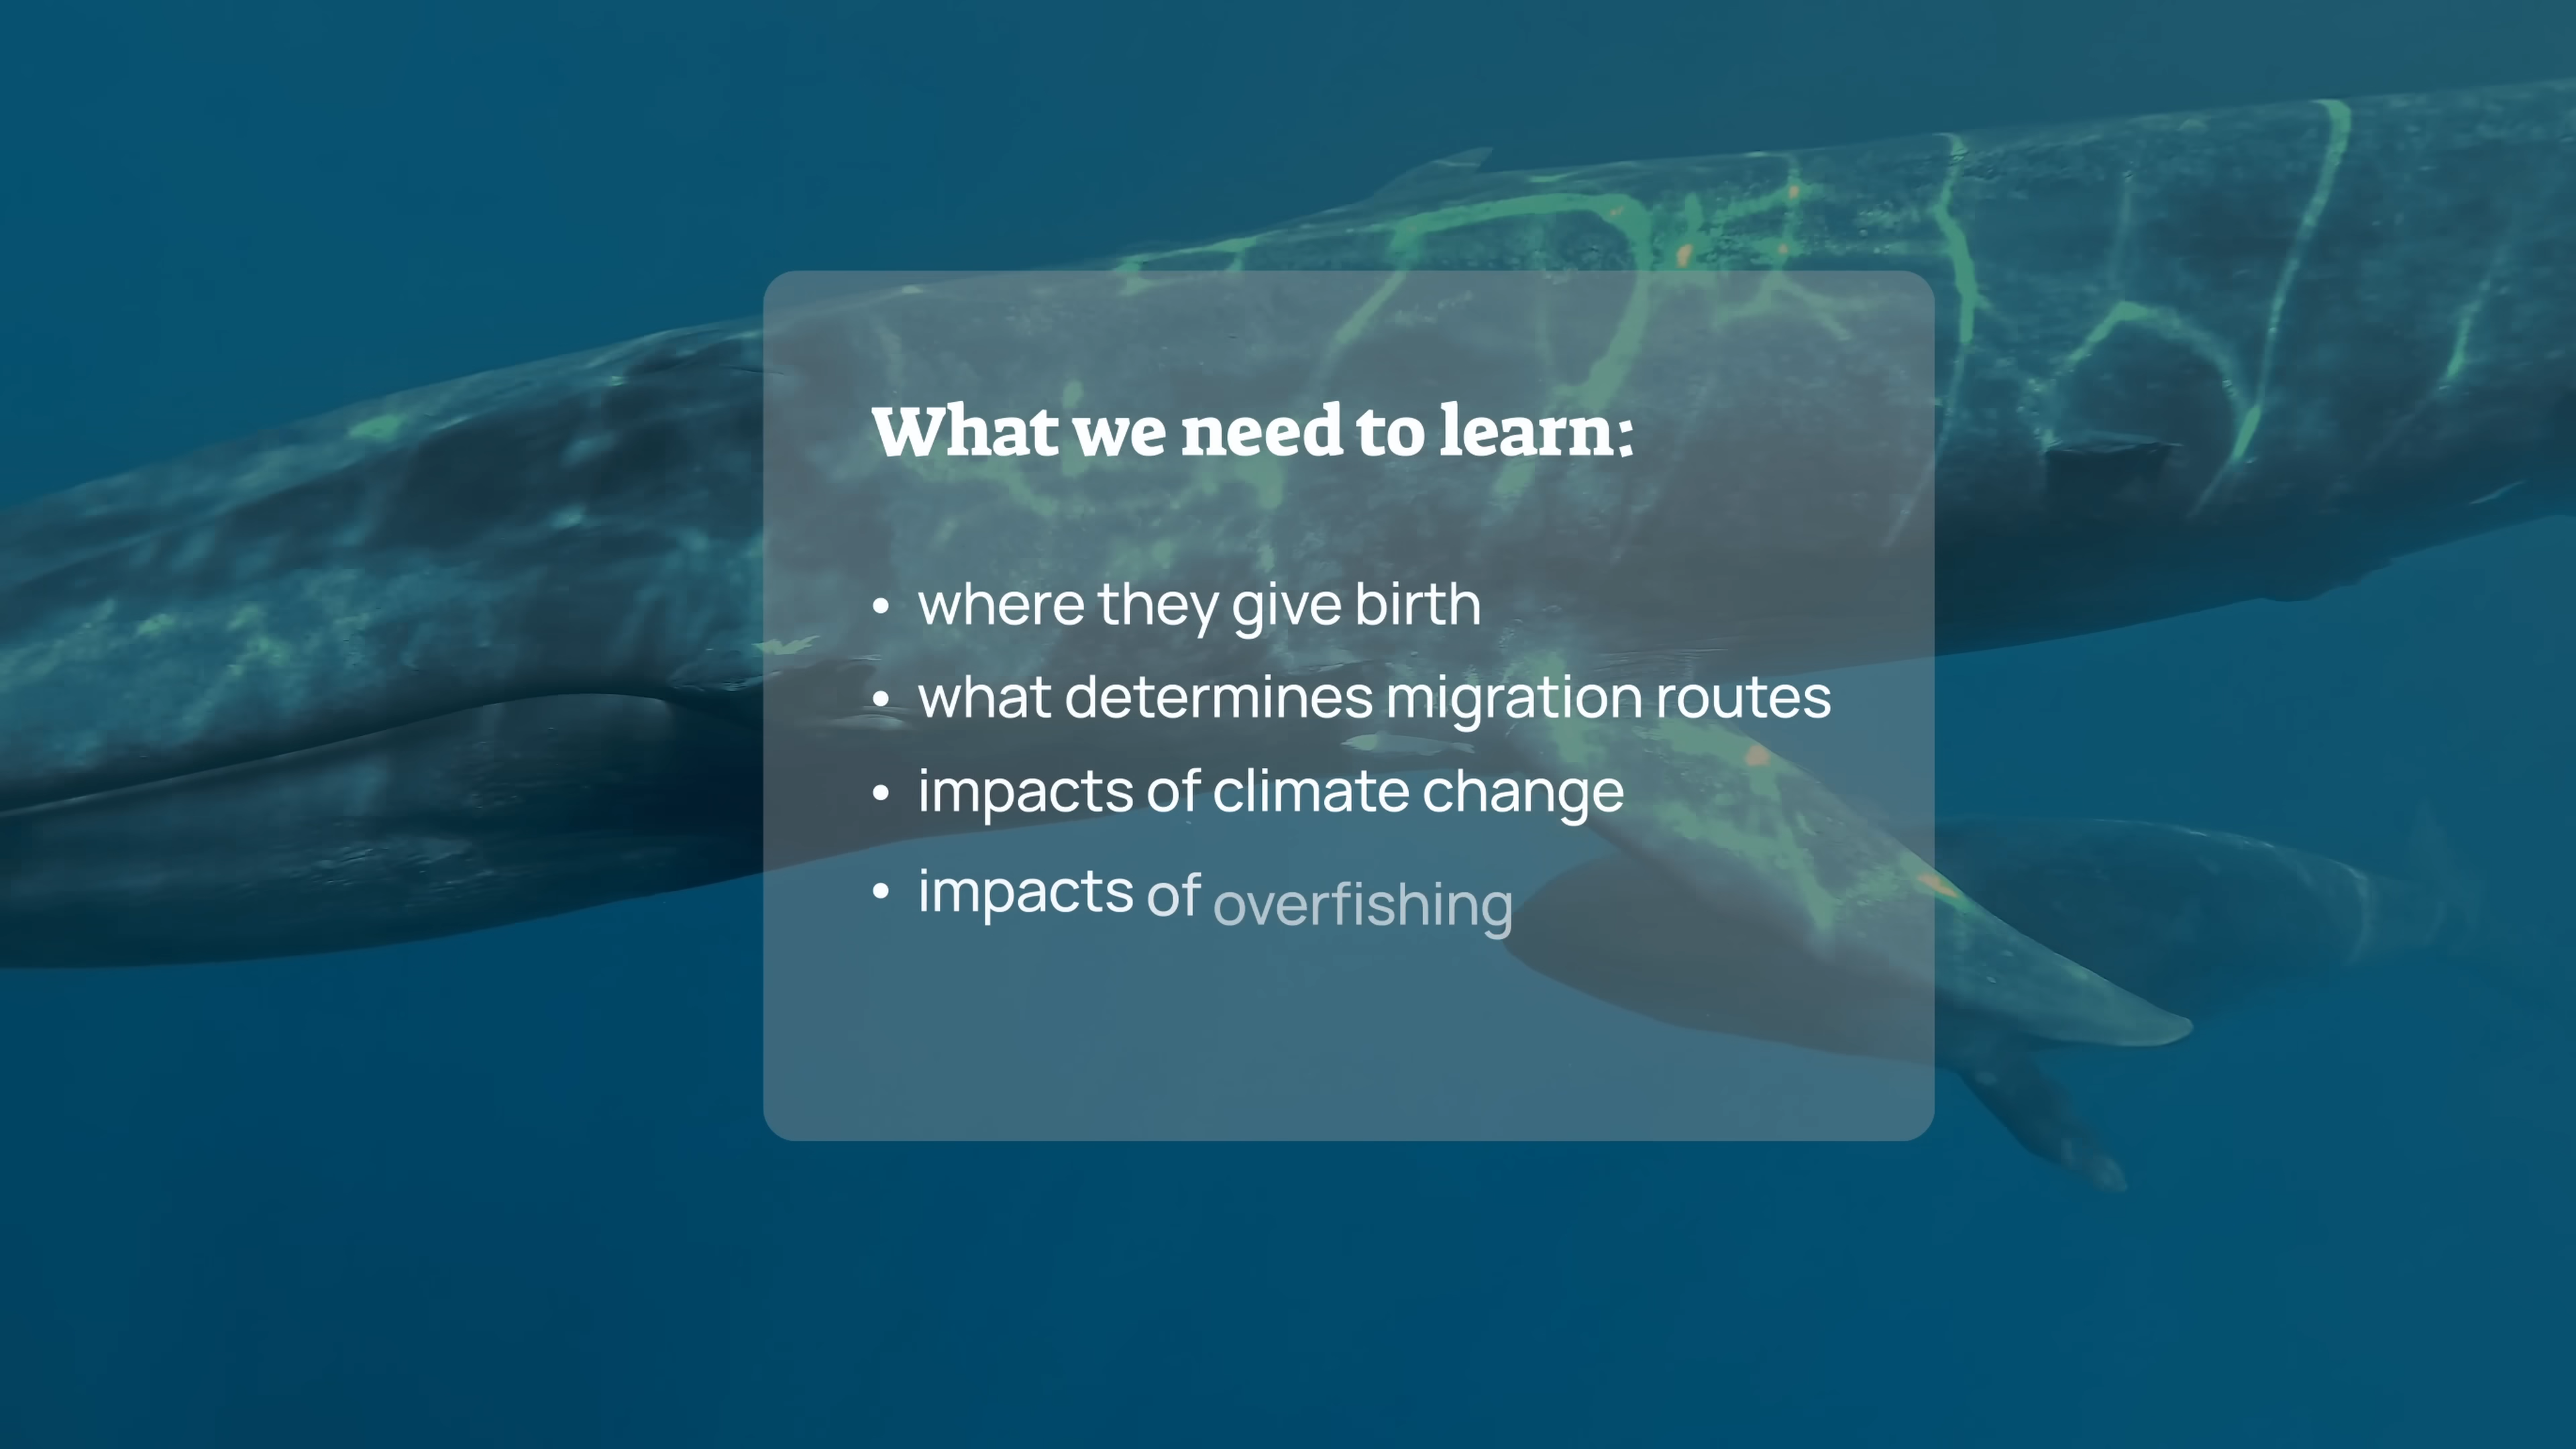 What we need to learn:
• where they give birth
• what determines migration routes
• impacts of climate change
• impacts of overfishing